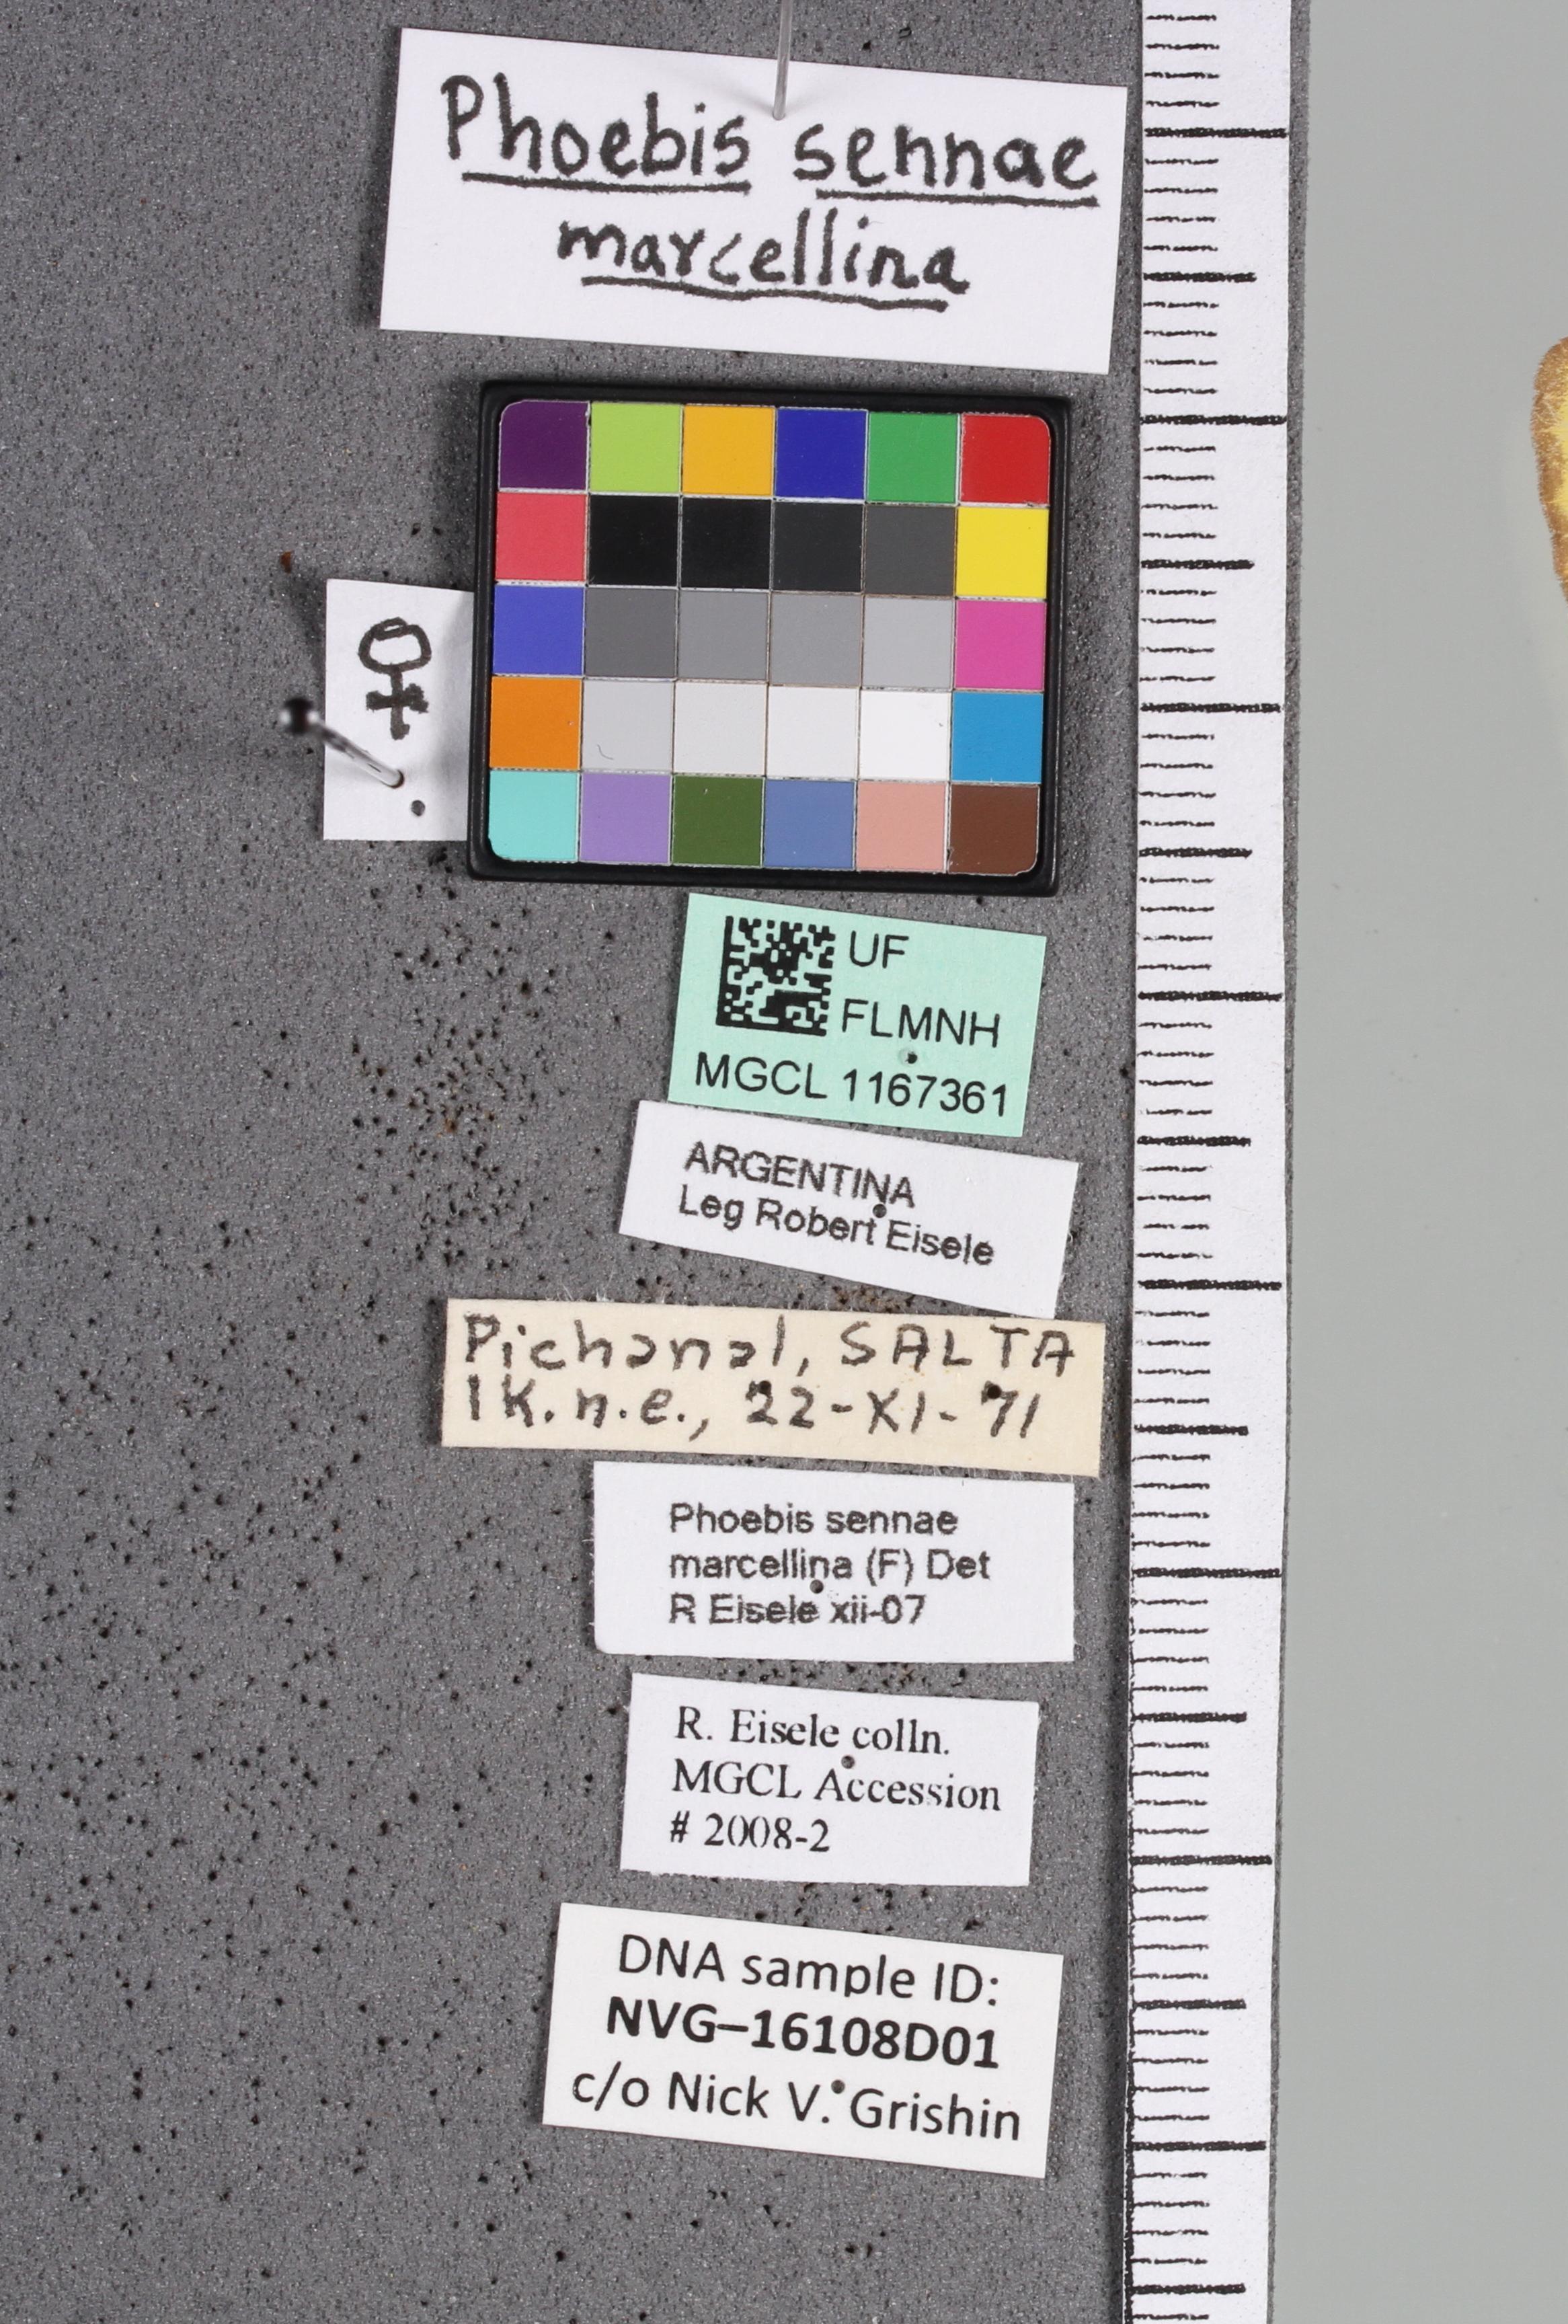 Phoebis sennae
marcellina
♀
UF
FLMNH
MGCL 1167361
ARGENTINA
Leg Robert Eisele
Pichanal, SALTA
1K. n.e., 22-XI-71
Phoebis sennae
marcellina (F) Det
R Eisele xii-07
R. Eisele colln.
MGCL Accession
# 2008-2
DNA sample ID:
NVG–16108D01
c/o Nick V. Grishin